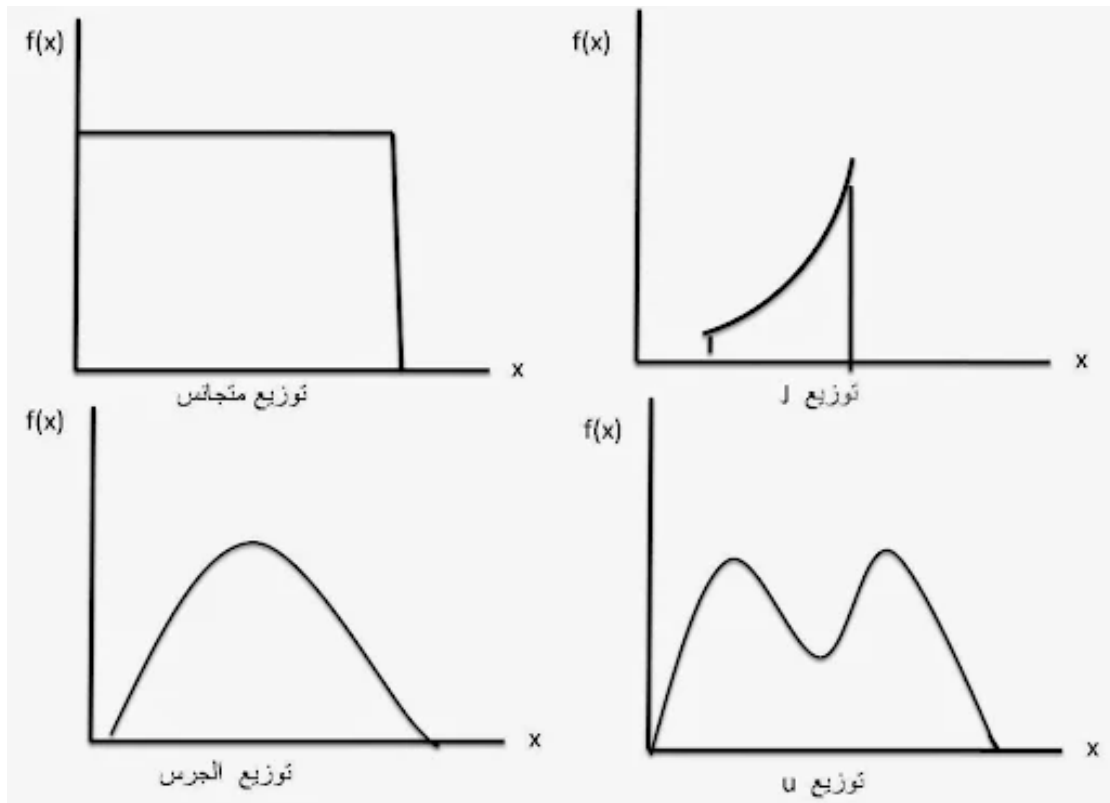 f(x)
x
توزيع متجانس
f(x)
x
توزيع J
f(x)
x
توزيع الجرس
f(x)
x
توزيع u